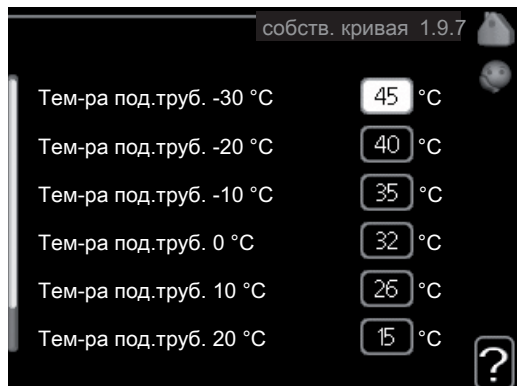 собств. кривая 1.9.7
Тем-ра под.труб. -30 °C 45 °C
Тем-ра под.труб. -20 °C 40 °C
Тем-ра под.труб. -10 °C 35 °C
Тем-ра под.труб. 0 °C 32 °C
Тем-ра под.труб. 10 °C 26 °C
Тем-ра под.труб. 20 °C 15 °C
?